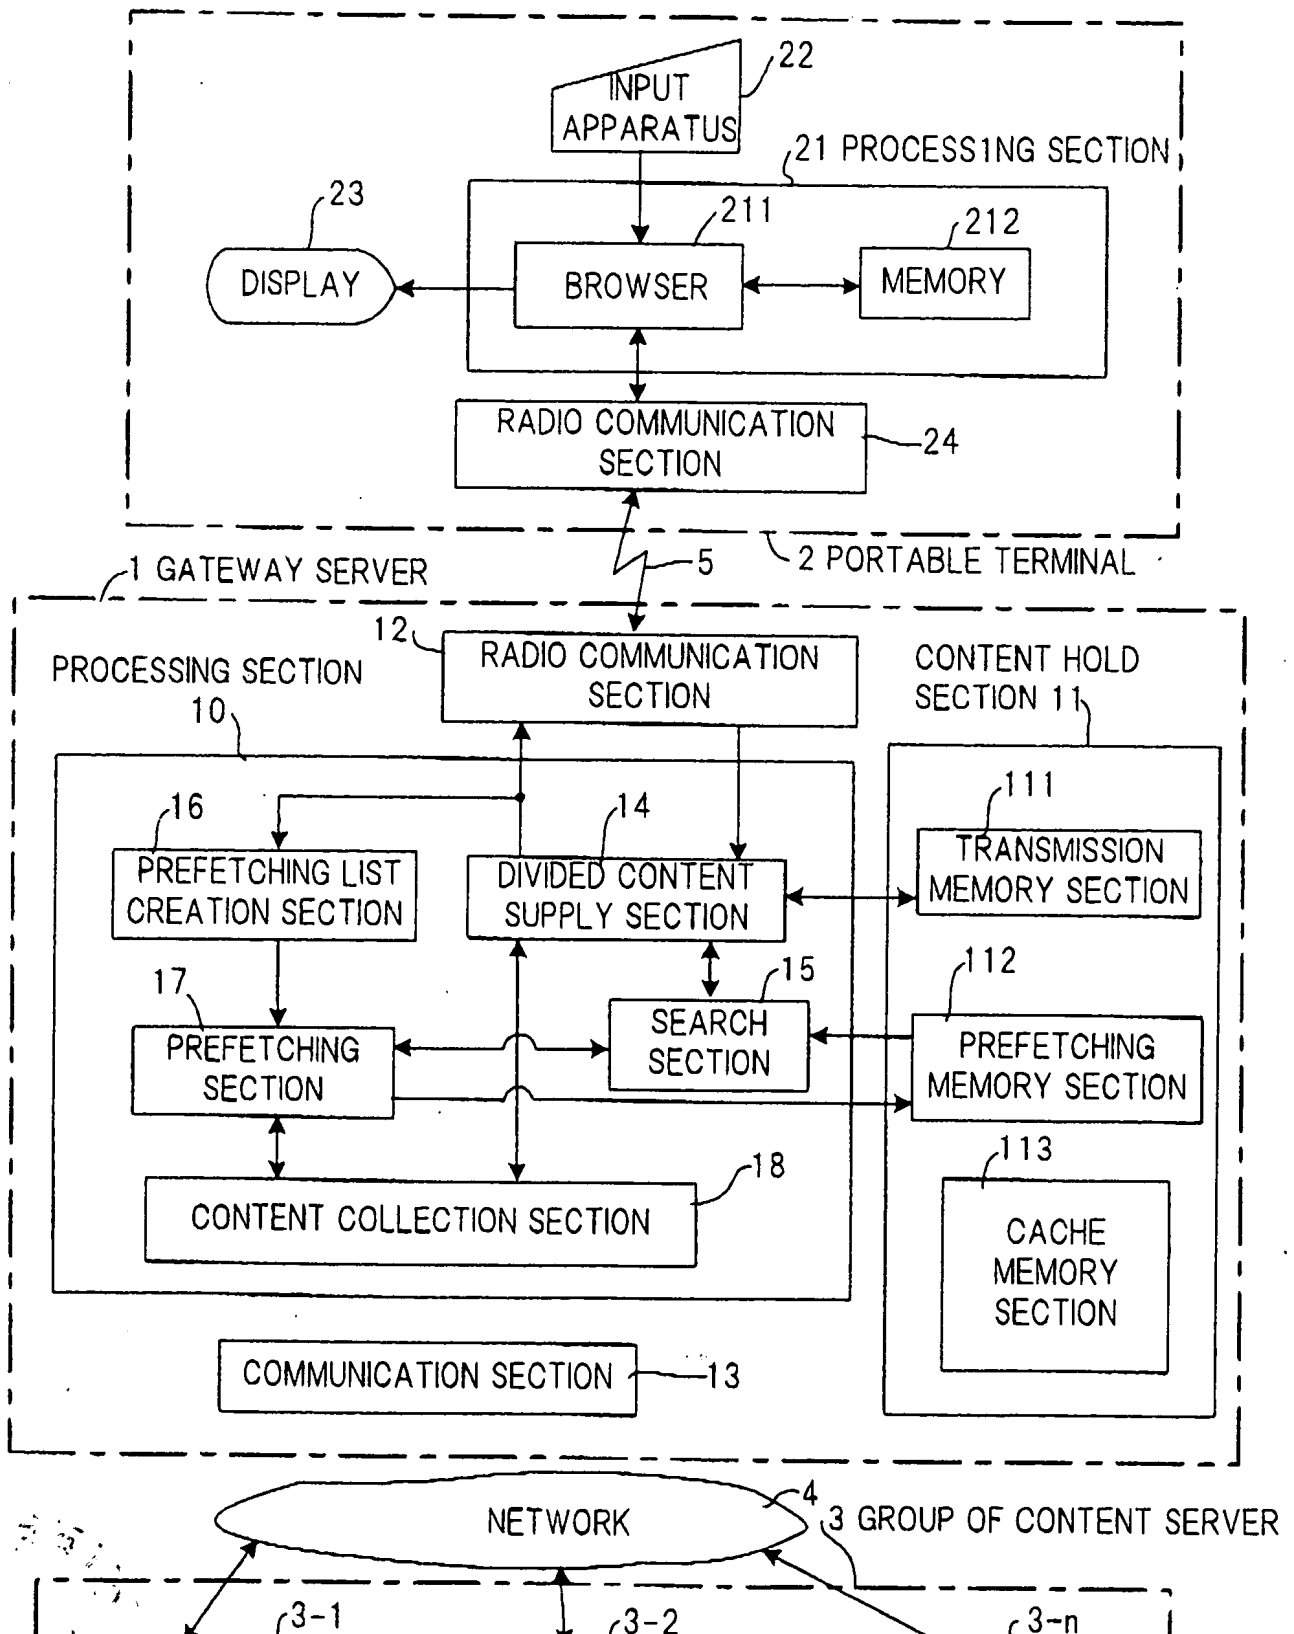 22
INPUT
APPARATUS
21 PROCESS1NG SECTION
23
211
212
DISPLAY
BROWSER
MEMORY
RADIO COMMUNICATION
SECTION
24
5
2 PORTABLE TERMINAL
1 GATEWAY SERVER
12
RADIO COMMUNICATION
SECTION
PROCESSING SECTION
10
CONTENT HOLD
SECTION 11
16
14
111
PREFETCHING LIST
CREATION SECTION
DIVIDED CONTENT
SUPPLY SECTION
TRANSMISSION
MEMORY SECTION
17
15
112
PREFETCHING
SECTION
SEARCH
SECTION
PREFETCHING
MEMORY SECTION
18
113
CONTENT COLLECTION SECTION
CACHE
MEMORY
SECTION
COMMUNICATION SECTION
13
4
NETWORK
3 GROUP OF CONTENT SERVER
3-1
3-2
3-n